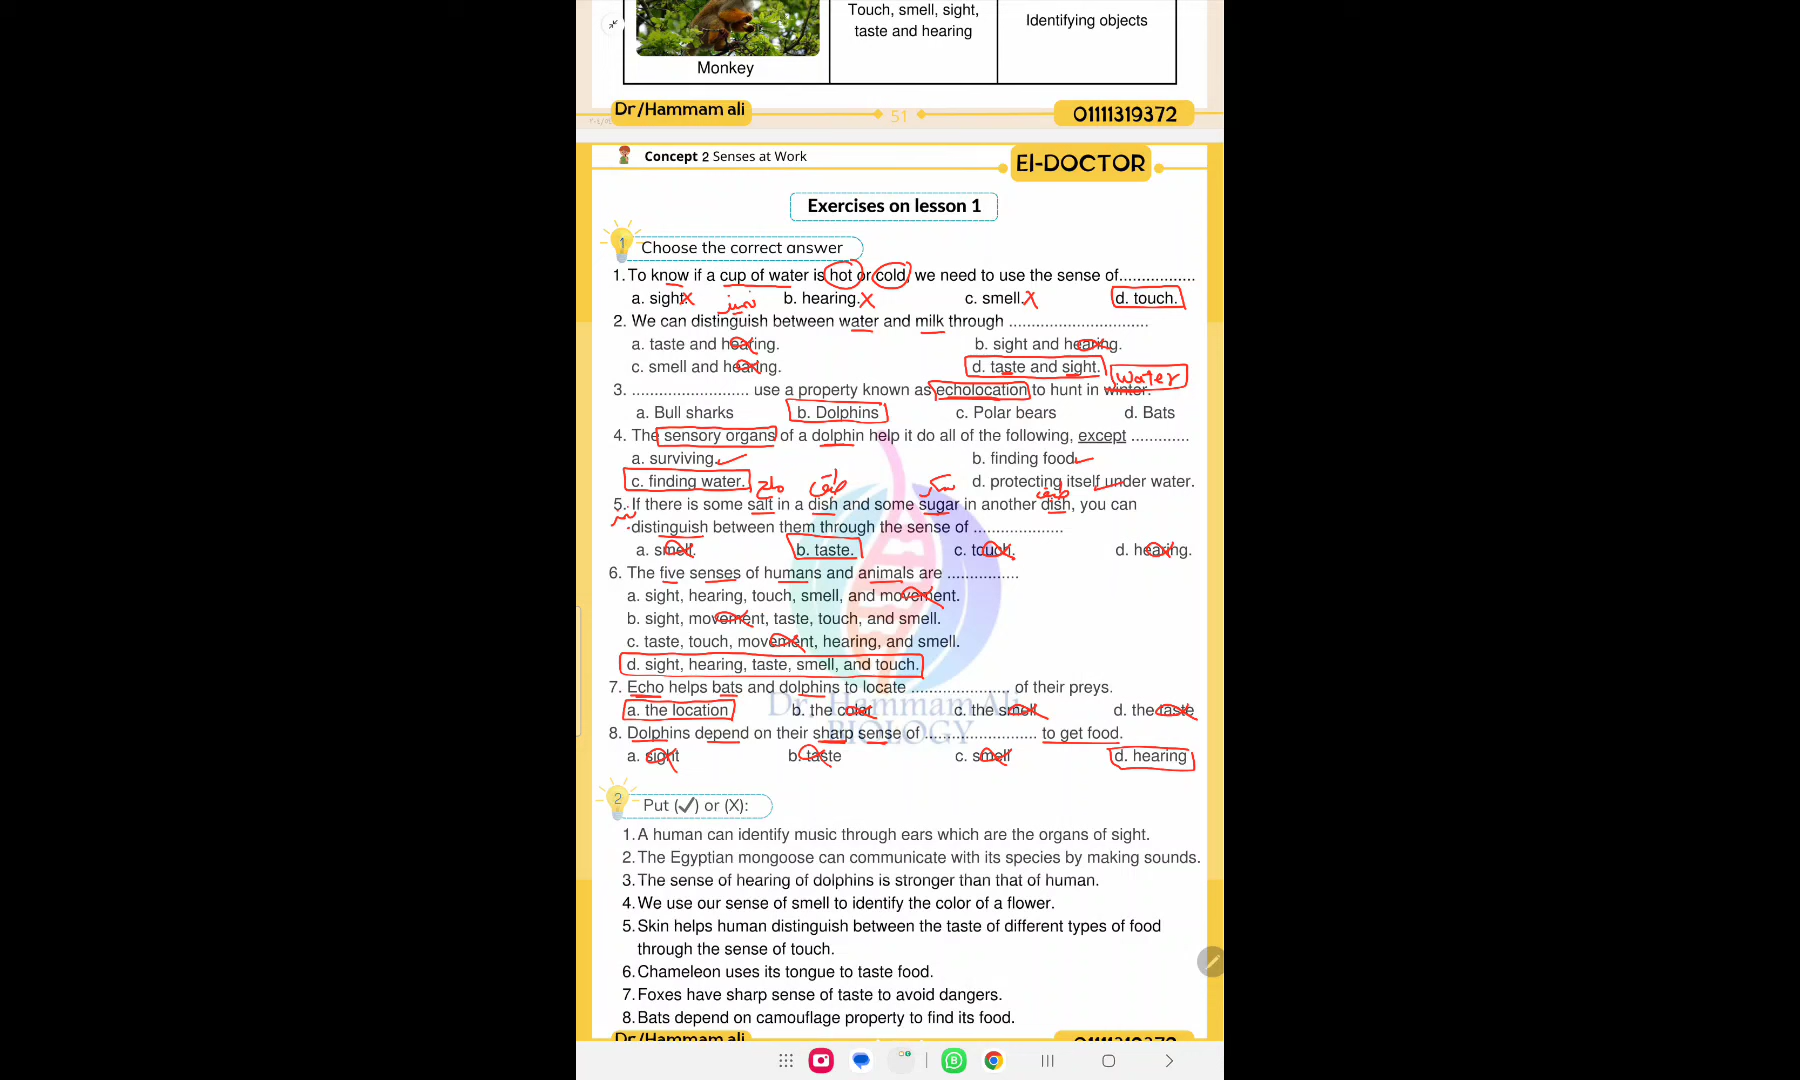 Touch, smell, sight,
taste and hearing
Identifying objects
Monkey
Dr/Hammam ali
51
01111319372
Concept 2 Senses at Work
El-DOCTOR
Exercises on lesson 1
1 Choose the correct answer
1. To know if a cup of water is hot or cold, we need to use the sense of.................
a. sight. x b. hearing. x c. smell. x d. touch.
2. We can distinguish between water and milk through ...............................
a. taste and hearing. b. sight and hearing.
c. smell and hearing. d. taste and sight.
water
3. .......................... use a property known as echolocation to hunt in winter.
a. Bull sharks b. Dolphins c. Polar bears d. Bats
4. The sensory organs of a dolphin help it do all of the following, except .............
a. surviving. b. finding food.
c. finding water. d. protecting itself under water.
ملح طبق سكر طبق
5. If there is some salt in a dish and some sugar in another dish, you can
distinguish between them through the sense of ....................
a. smell. b. taste. c. touch. d. hearing.
6. The five senses of humans and animals are ................
a. sight, hearing, touch, smell, and movement.
b. sight, movement, taste, touch, and smell.
c. taste, touch, movement, hearing, and smell.
d. sight, hearing, taste, smell, and touch.
7. Echo helps bats and dolphins to locate ...................... of their preys.
a. the location b. the color c. the smell d. the taste
8. Dolphins depend on their sharp sense of ......................... to get food.
a. sight b. taste c. smell d. hearing
Dr. Hammam Ali
BIOLOGY
2 Put (✓) or (X):
1. A human can identify music through ears which are the organs of sight.
2. The Egyptian mongoose can communicate with its species by making sounds.
3. The sense of hearing of dolphins is stronger than that of human.
4. We use our sense of smell to identify the color of a flower.
5. Skin helps human distinguish between the taste of different types of food
through the sense of touch.
6. Chameleon uses its tongue to taste food.
7. Foxes have sharp sense of taste to avoid dangers.
8. Bats depend on camouflage property to find its food.
Dr/Hammam ali
01111319372